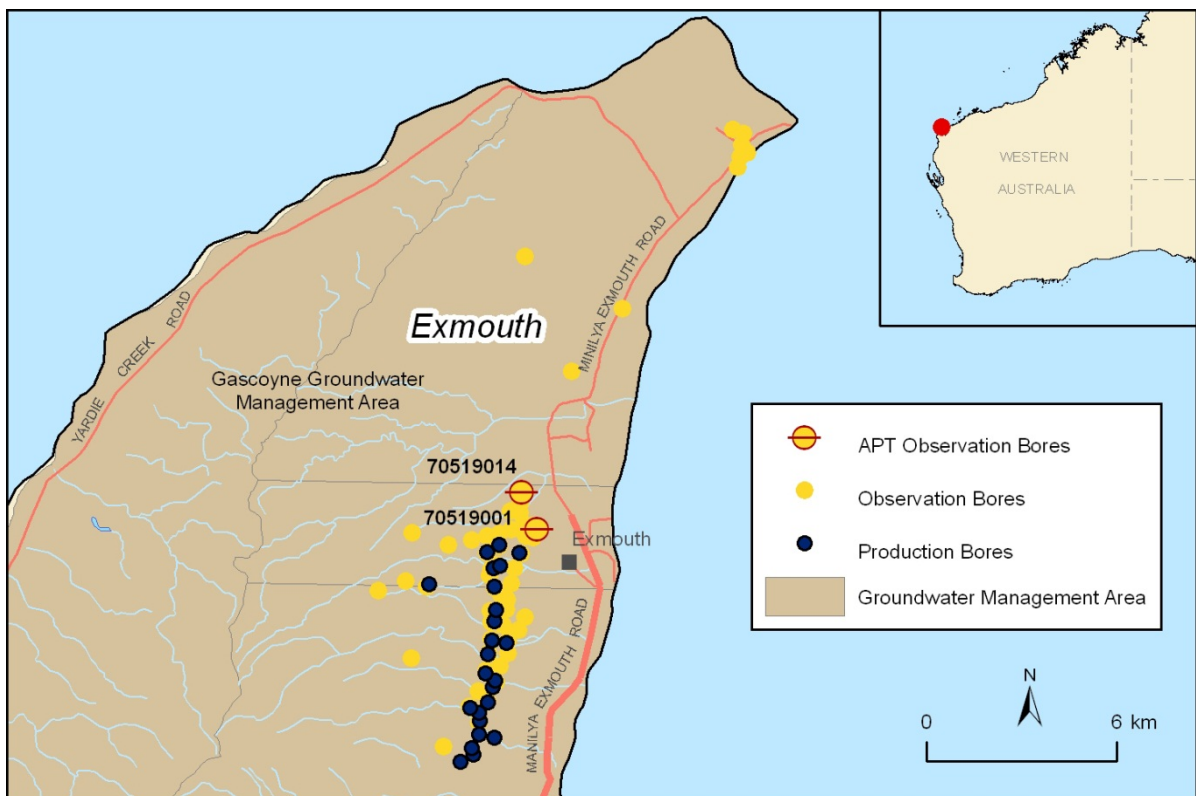 WESTERN
AUSTRALIA
MINILYA EXMOUTH ROAD
Exmouth
YARDIE CREEK ROAD
Gascoyne Groundwater
Management Area
70519014
70519001
Exmouth
MANILYA EXMOUTH ROAD
APT Observation Bores
Observation Bores
Production Bores
Groundwater Management Area
N
0 6 km